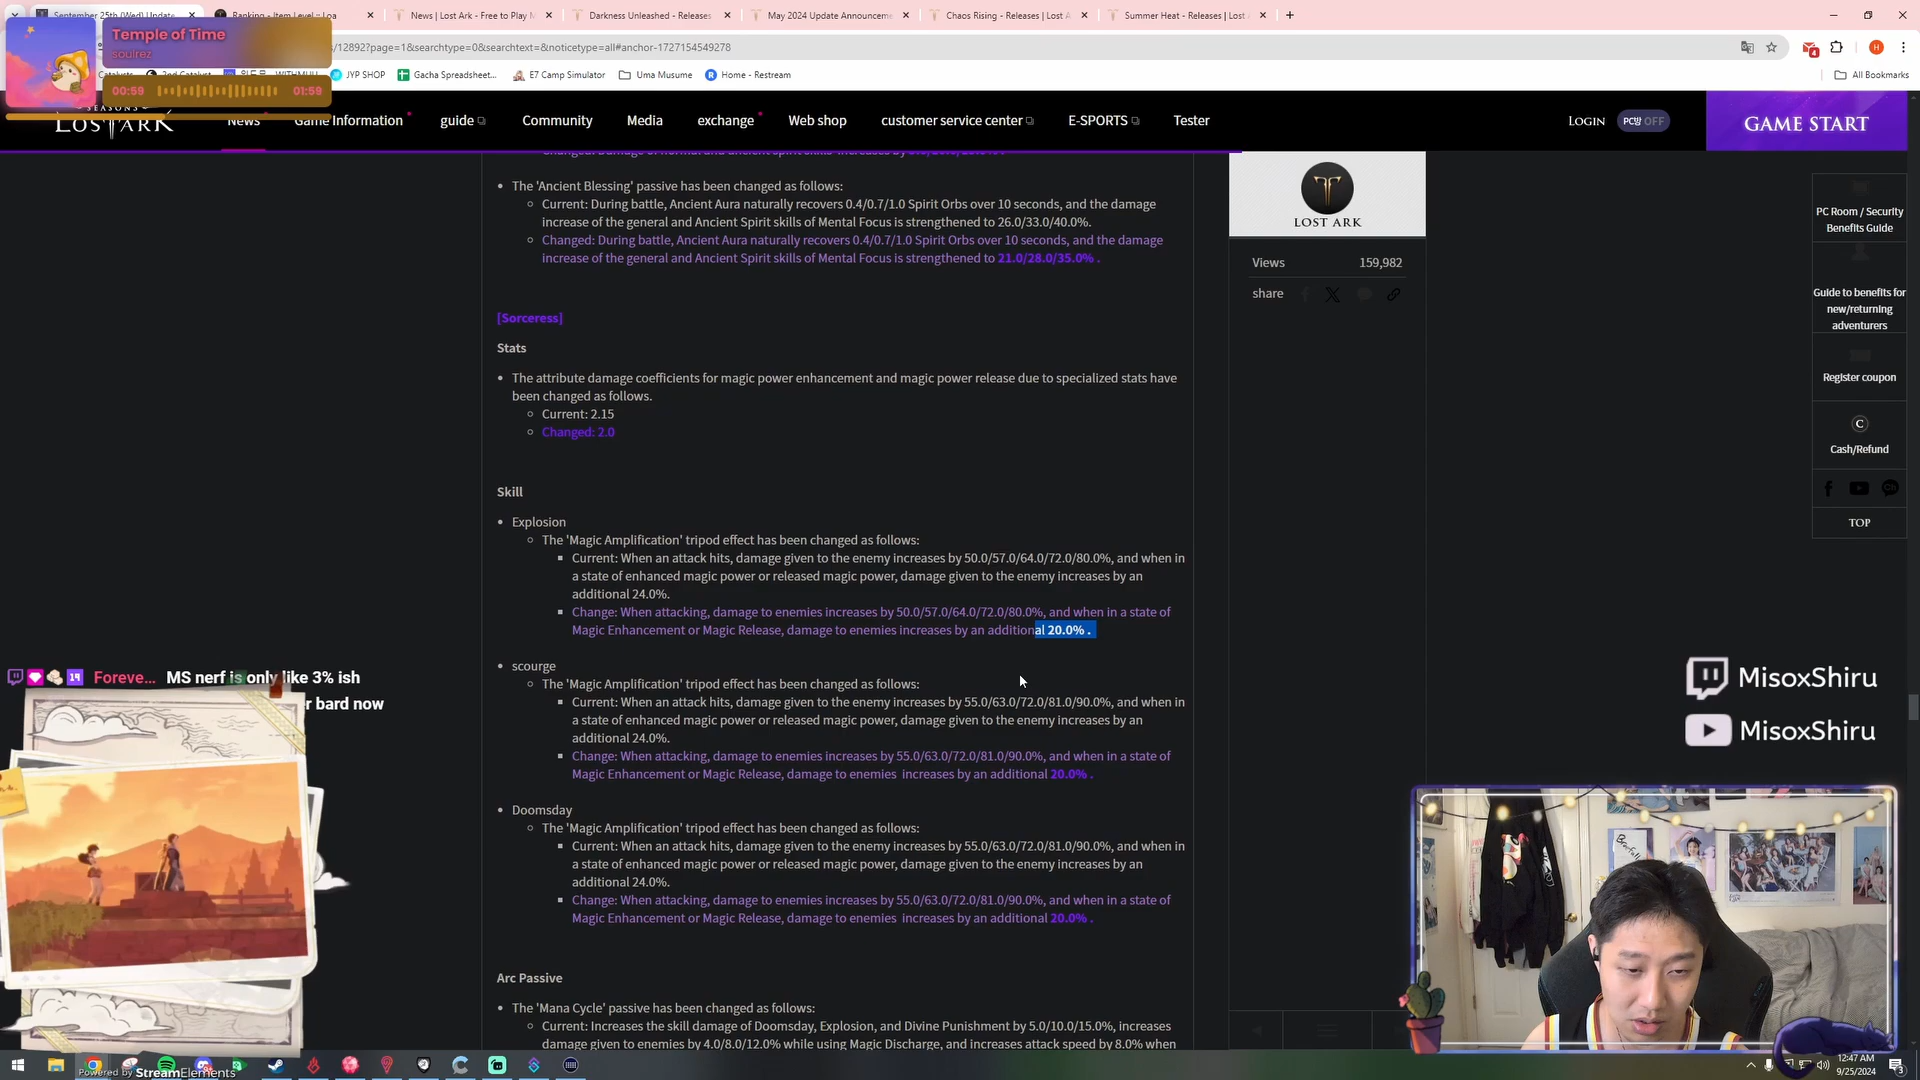 September 25th (Wed) Update
Ranking - Item Level :: Loa
News | Lost Ark - Free to Play M
Darkness Unleashed - Releases
May 2024 Update Announcemen
Chaos Rising - Releases | Lost A
Summer Heat - Releases | Lost
Temple of Time
soulrez
00:59
01:59
s/12892?page=1&searchtype=0&searchtext=&noticetype=all#anchor-1727154549278
JYP SHOP
Gacha Spreadsheet...
E7 Camp Simulator
Uma Musume
Home - Restream
All Bookmarks
LOST ARK
News
Game Information
guide
Community
Media
exchange
Web shop
customer service center
E-SPORTS
Tester
LOGIN
OFF
GAME START
The 'Ancient Blessing' passive has been changed as follows:
Current: During battle, Ancient Aura naturally recovers 0.4/0.7/1.0 Spirit Orbs over 10 seconds, and the damage
increase of the general and Ancient Spirit skills of Mental Focus is strengthened to 26.0/33.0/40.0%.
Changed: During battle, Ancient Aura naturally recovers 0.4/0.7/1.0 Spirit Orbs over 10 seconds, and the damage
increase of the general and Ancient Spirit skills of Mental Focus is strengthened to 21.0/28.0/35.0% .
[Sorceress]
Stats
The attribute damage coefficients for magic power enhancement and magic power release due to specialized stats have
been changed as follows.
Current: 2.15
Changed: 2.0
Skill
Explosion
The 'Magic Amplification' tripod effect has been changed as follows:
Current: When an attack hits, damage given to the enemy increases by 50.0/57.0/64.0/72.0/80.0%, and when in
a state of enhanced magic power or released magic power, damage given to the enemy increases by an
additional 24.0%.
Change: When attacking, damage to enemies increases by 50.0/57.0/64.0/72.0/80.0%, and when in a state of
Magic Enhancement or Magic Release, damage to enemies increases by an additional 20.0% .
scourge
The 'Magic Amplification' tripod effect has been changed as follows:
Current: When an attack hits, damage given to the enemy increases by 55.0/63.0/72.0/81.0/90.0%, and when in
a state of enhanced magic power or released magic power, damage given to the enemy increases by an
additional 24.0%.
Change: When attacking, damage to enemies increases by 55.0/63.0/72.0/81.0/90.0%, and when in a state of
Magic Enhancement or Magic Release, damage to enemies increases by an additional 20.0% .
Doomsday
The 'Magic Amplification' tripod effect has been changed as follows:
Current: When an attack hits, damage given to the enemy increases by 55.0/63.0/72.0/81.0/90.0%, and when in
a state of enhanced magic power or released magic power, damage given to the enemy increases by an
additional 24.0%.
Change: When attacking, damage to enemies increases by 55.0/63.0/72.0/81.0/90.0%, and when in a state of
Magic Enhancement or Magic Release, damage to enemies increases by an additional 20.0% .
Arc Passive
The 'Mana Cycle' passive has been changed as follows:
Current: Increases the skill damage of Doomsday, Explosion, and Divine Punishment by 5.0/10.0/15.0%, increases
damage given to enemies by 4.0/8.0/12.0% while using Magic Discharge, and increases attack speed by 8.0% when
LOST ARK
Views 159,982
share
PC Room / Security
Benefits Guide
Guide to benefits for
new/returning
adventurers
Register coupon
Cash/Refund
TOP
19 Foreve... MS nerf is only like 3% ish
r bard now
MisoxShiru
MisoxShiru
Powered by StreamElements
12:47 AM
9/25/2024